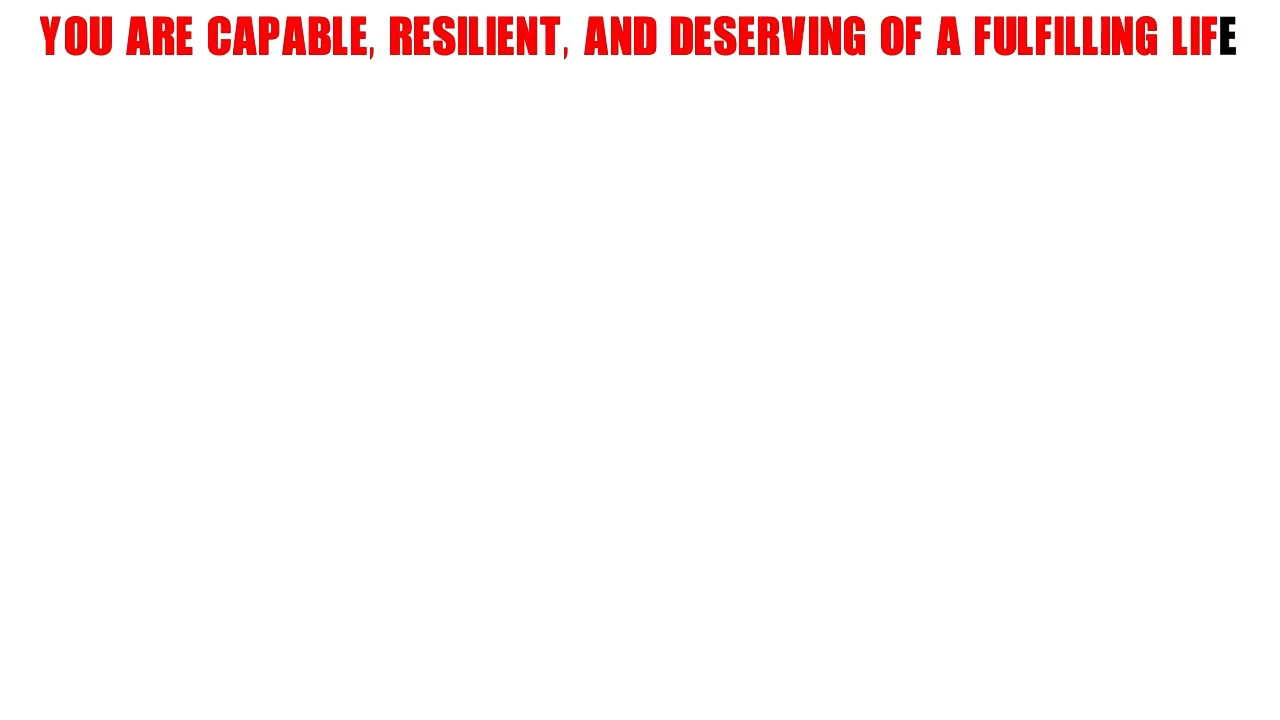 YOU ARE CAPABLE, RESILIENT, AND DESERVING OF A FULFILLING LIFE